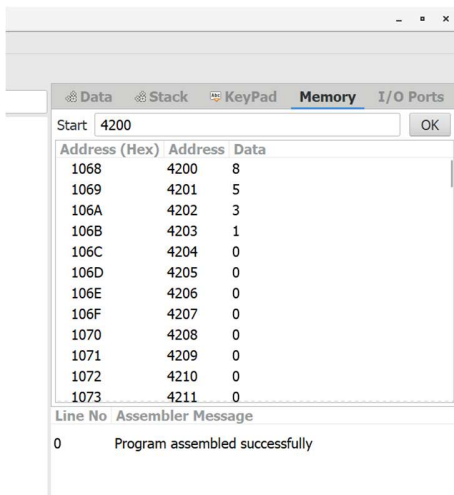 Data Stack KeyPad Memory I/O Ports
Start 4200 OK
Address (Hex) Address Data
1068 4200 8
1069 4201 5
106A 4202 3
106B 4203 1
106C 4204 0
106D 4205 0
106E 4206 0
106F 4207 0
1070 4208 0
1071 4209 0
1072 4210 0
1073 4211 0
Line No Assembler Message
0 Program assembled successfully